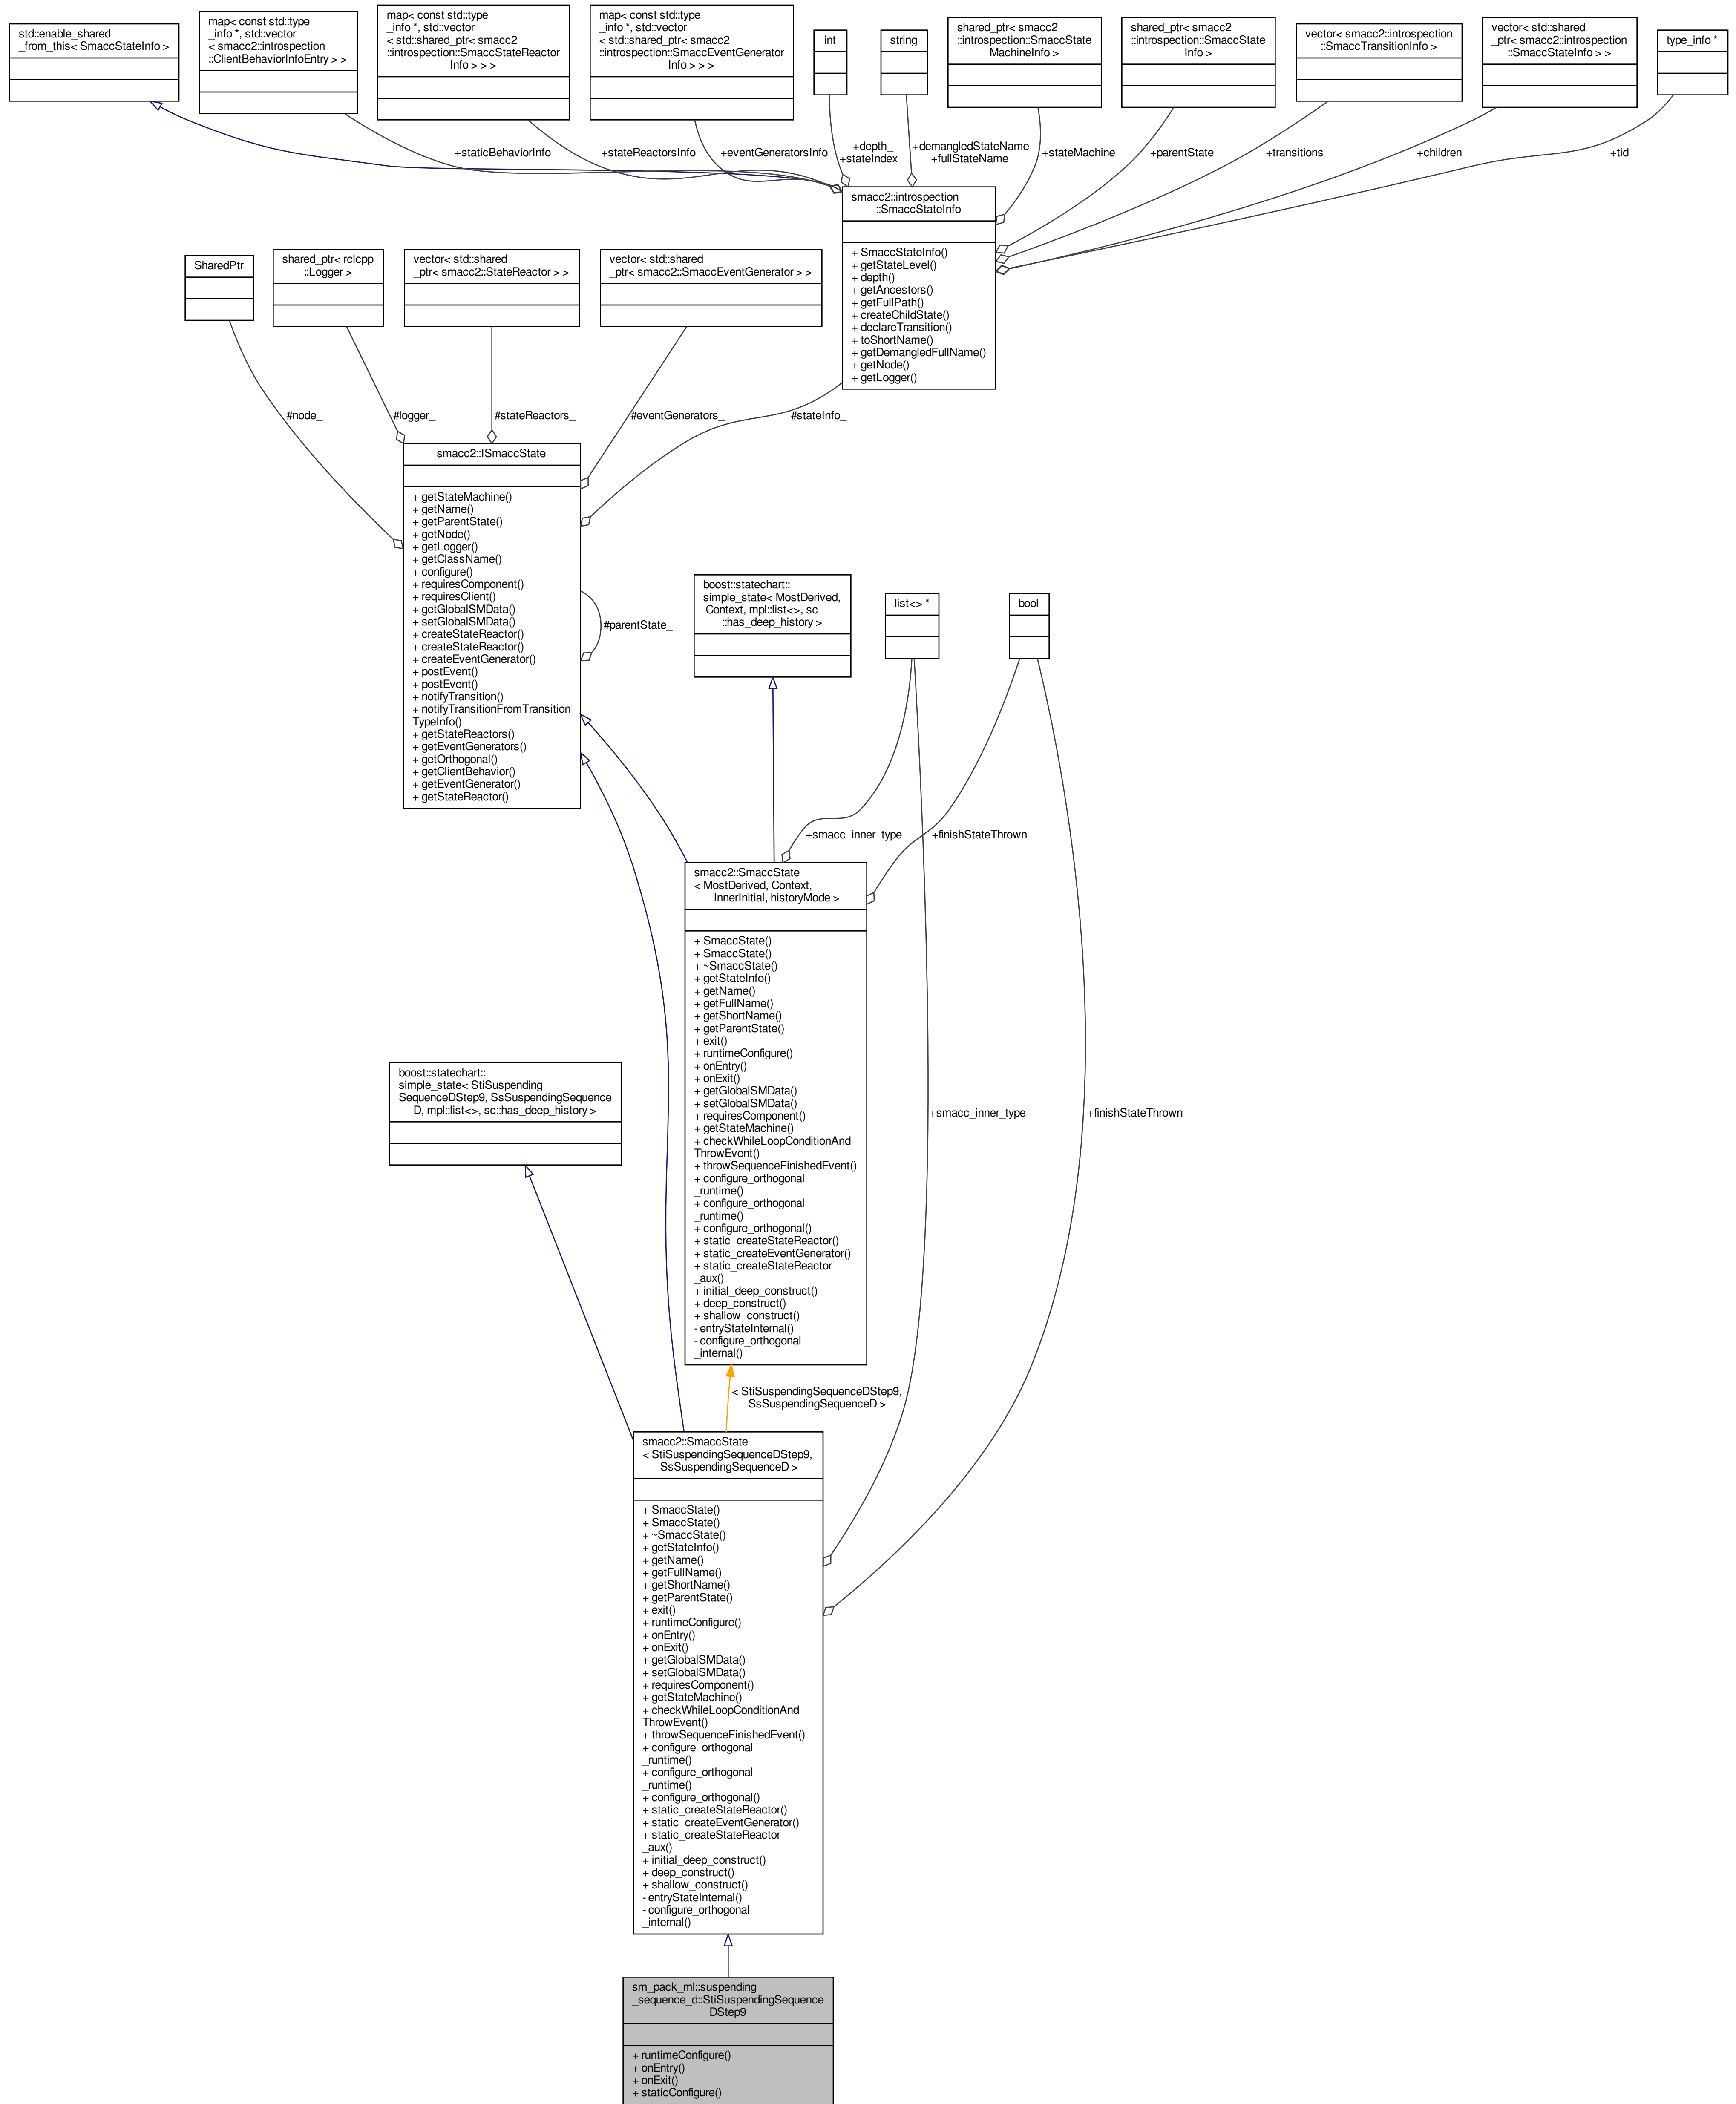 std::enable_shared
_from_this< SmaccStateInfo >
map< const std::type
_info *, std::vector
< smacc2::introspection
::ClientBehaviorInfoEntry > >
map< const std::type
_info *, std::vector
< std::shared_ptr< smacc2
::introspection::SmaccStateReactor
Info > > >
map< const std::type
_info *, std::vector
< std::shared_ptr< smacc2
::introspection::SmaccEventGenerator
Info > > >
int
string
shared_ptr< smacc2
::introspection::SmaccState
MachineInfo >
shared_ptr< smacc2
::introspection::SmaccState
Info >
vector< smacc2::introspection
::SmaccTransitionInfo >
vector< std::shared
_ptr< smacc2::introspection
::SmaccStateInfo > >
type_info *
+staticBehaviorInfo
+stateReactorsInfo
+eventGeneratorsInfo
+depth_
+stateIndex_
+demangledStateName
+fullStateName
+stateMachine_
+parentState_
+transitions_
+children_
+tid_
smacc2::introspection
::SmaccStateInfo
+ SmaccStateInfo()
+ getStateLevel()
+ depth()
+ getAncestors()
+ getFullPath()
+ createChildState()
+ declareTransition()
+ toShortName()
+ getDemangledFullName()
+ getNode()
+ getLogger()
SharedPtr
shared_ptr< rclcpp
::Logger >
vector< std::shared
_ptr< smacc2::StateReactor > >
vector< std::shared
_ptr< smacc2::SmaccEventGenerator > >
#node_
#logger_
#stateReactors_
#eventGenerators_
#stateInfo_
smacc2::ISmaccState
+ getStateMachine()
+ getName()
+ getParentState()
+ getNode()
+ getLogger()
+ getClassName()
+ configure()
+ requiresComponent()
+ requiresClient()
+ getGlobalSMData()
+ setGlobalSMData()
+ createStateReactor()
+ createStateReactor()
+ createEventGenerator()
+ postEvent()
+ postEvent()
+ notifyTransition()
+ notifyTransitionFromTransition
TypeInfo()
+ getStateReactors()
+ getEventGenerators()
+ getOrthogonal()
+ getClientBehavior()
+ getEventGenerator()
+ getStateReactor()
#parentState_
boost::statechart::
simple_state< MostDerived,
Context, mpl::list<>, sc
::has_deep_history >
list<> *
bool
+smacc_inner_type
+finishStateThrown
smacc2::SmaccState
< MostDerived, Context,
InnerInitial, historyMode >
+ SmaccState()
+ SmaccState()
+ ~SmaccState()
+ getStateInfo()
+ getName()
+ getFullName()
+ getShortName()
+ getParentState()
+ exit()
+ runtimeConfigure()
+ onEntry()
+ onExit()
+ getGlobalSMData()
+ setGlobalSMData()
+ requiresComponent()
+ getStateMachine()
+ checkWhileLoopConditionAnd
ThrowEvent()
+ throwSequenceFinishedEvent()
+ configure_orthogonal
_runtime()
+ configure_orthogonal
_runtime()
+ configure_orthogonal()
+ static_createStateReactor()
+ static_createEventGenerator()
+ static_createStateReactor
_aux()
+ initial_deep_construct()
+ deep_construct()
+ shallow_construct()
- entryStateInternal()
- configure_orthogonal
_internal()
boost::statechart::
simple_state< StiSuspending
SequenceDStep9, SsSuspendingSequence
D, mpl::list<>, sc::has_deep_history >
+smacc_inner_type
+finishStateThrown
< StiSuspendingSequenceDStep9,
SsSuspendingSequenceD >
smacc2::SmaccState
< StiSuspendingSequenceDStep9,
SsSuspendingSequenceD >
+ SmaccState()
+ SmaccState()
+ ~SmaccState()
+ getStateInfo()
+ getName()
+ getFullName()
+ getShortName()
+ getParentState()
+ exit()
+ runtimeConfigure()
+ onEntry()
+ onExit()
+ getGlobalSMData()
+ setGlobalSMData()
+ requiresComponent()
+ getStateMachine()
+ checkWhileLoopConditionAnd
ThrowEvent()
+ throwSequenceFinishedEvent()
+ configure_orthogonal
_runtime()
+ configure_orthogonal
_runtime()
+ configure_orthogonal()
+ static_createStateReactor()
+ static_createEventGenerator()
+ static_createStateReactor
_aux()
+ initial_deep_construct()
+ deep_construct()
+ shallow_construct()
- entryStateInternal()
- configure_orthogonal
_internal()
sm_pack_ml::suspending
_sequence_d::StiSuspendingSequence
DStep9
+ runtimeConfigure()
+ onEntry()
+ onExit()
+ staticConfigure()